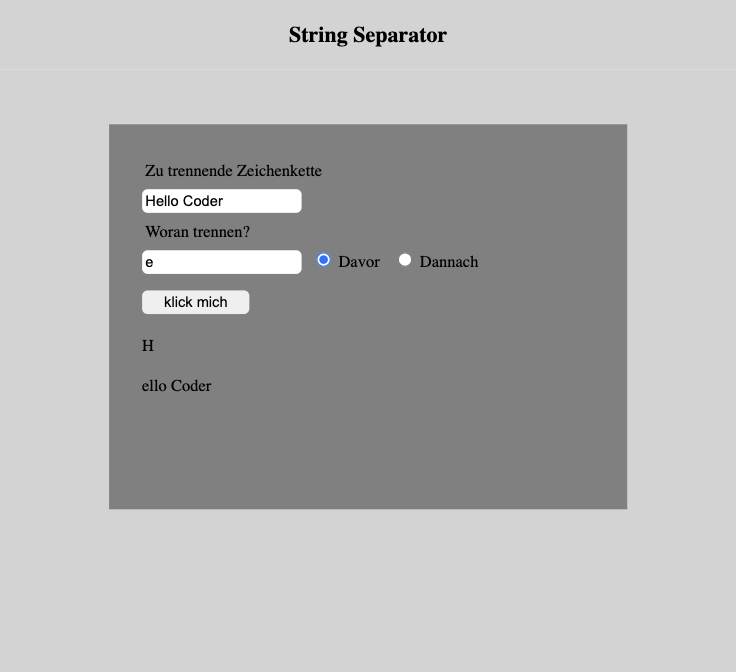 String Separator
Zu trennende Zeichenkette
Hello Coder
Woran trennen?
e Davor Dannach
klick mich
H
ello Coder